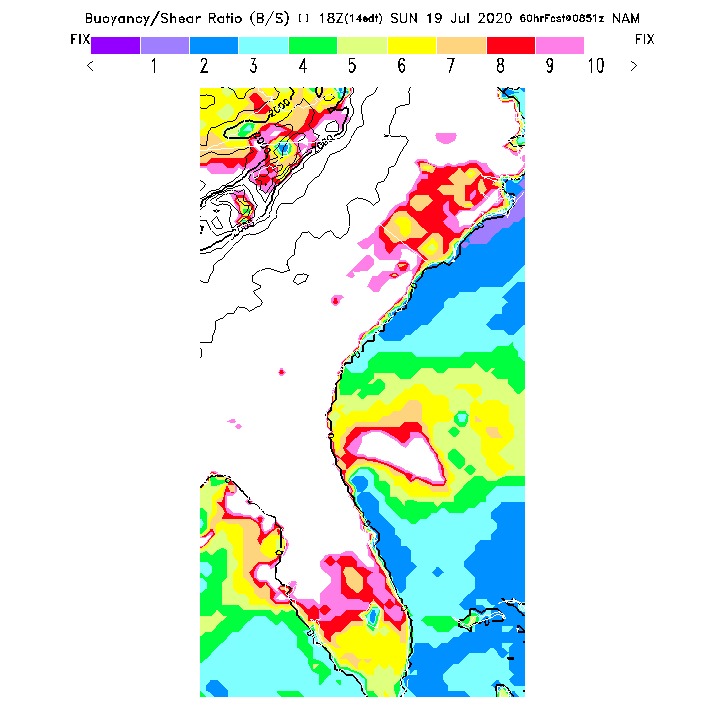 Buoyancy/Shear Ratio (B/S) [] 18Z(14edt) SUN 19 Jul 2020 60hrFcst@0851z NAM
FIX FIX
< 1 2 3 4 5 6 7 8 9 10 >
2000